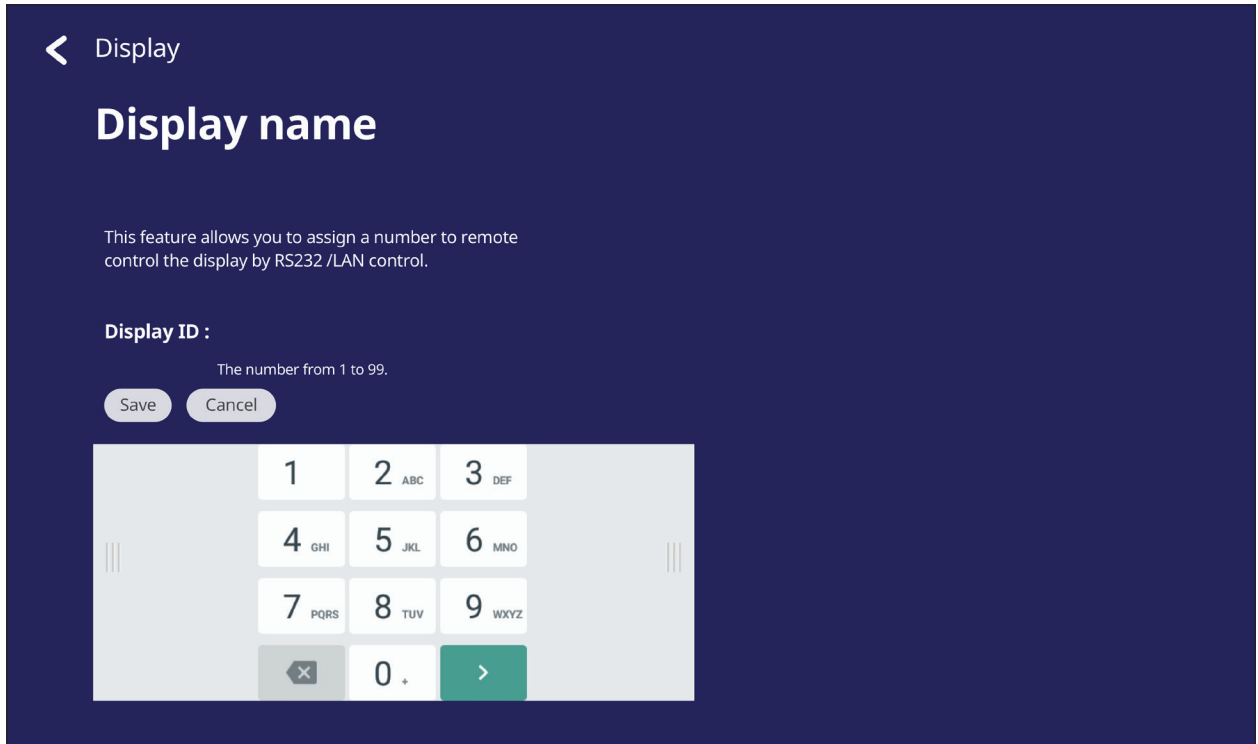 Display
Display name
This feature allows you to assign a number to remote
control the display by RS232 /LAN control.
Display ID :
The number from 1 to 99.
Save Cancel
1 2 ABC 3 DEF
4 GHI 5 JKL 6 MNO
7 PQRS 8 TUV 9 WXYZ
0 +